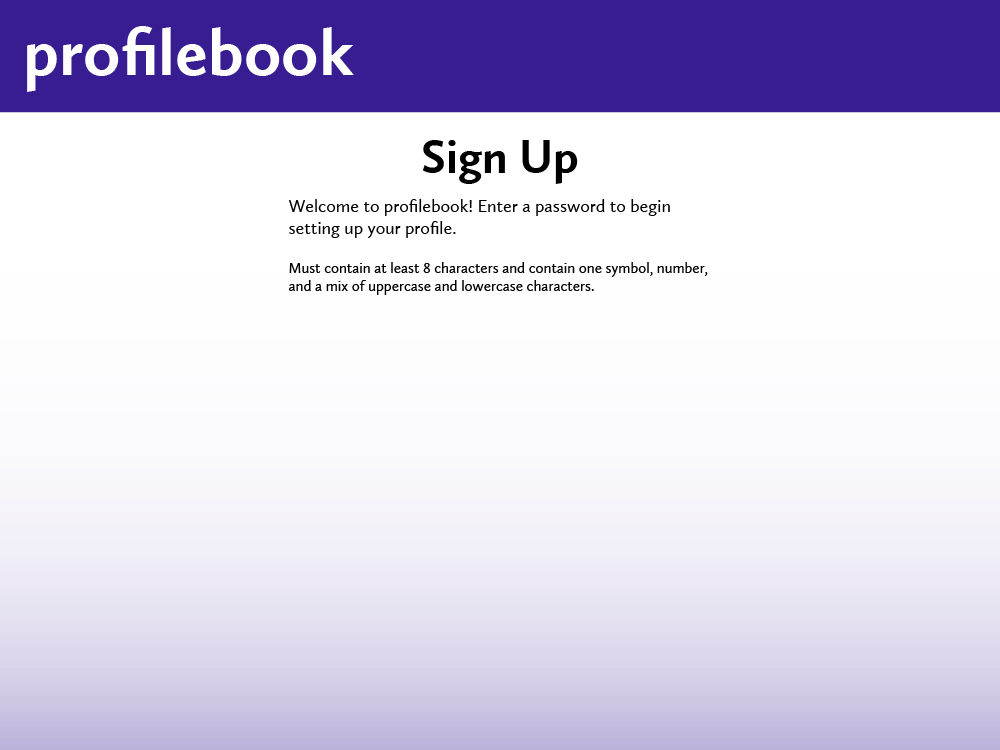 profilebook
Sign Up
Welcome to profilebook! Enter a password to begin
setting up your profile.
Must contain at least 8 characters and contain one symbol, number,
and a mix of uppercase and lowercase characters.